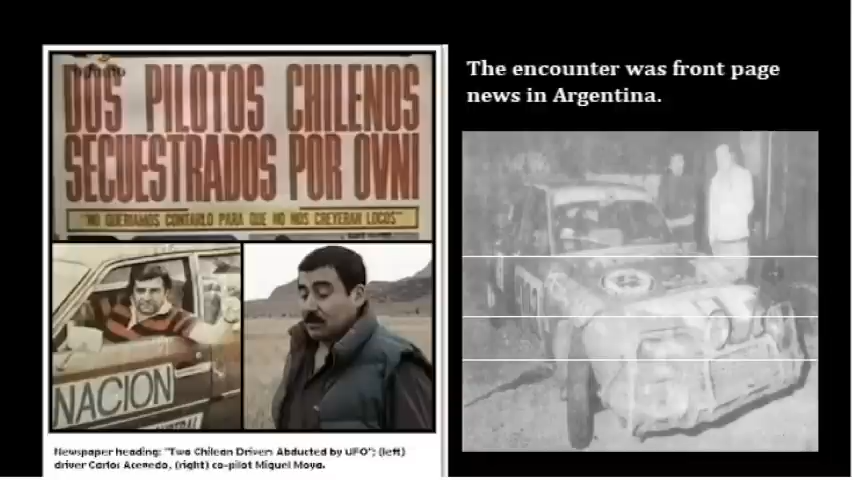 DOS PILOTOS CHILENOS
SECUESTRADOS POR OVNI
"NO QUERIAMOS CONTARLO PARA QUE NO NOS CREYERAN LOCOS"
NACION
Newspaper heading: "Two Chilean Drivers Abducted by UFO"; (left)
driver Carlos Acevedo, (right) co-pilot Miguel Moya.
The encounter was front page
news in Argentina.